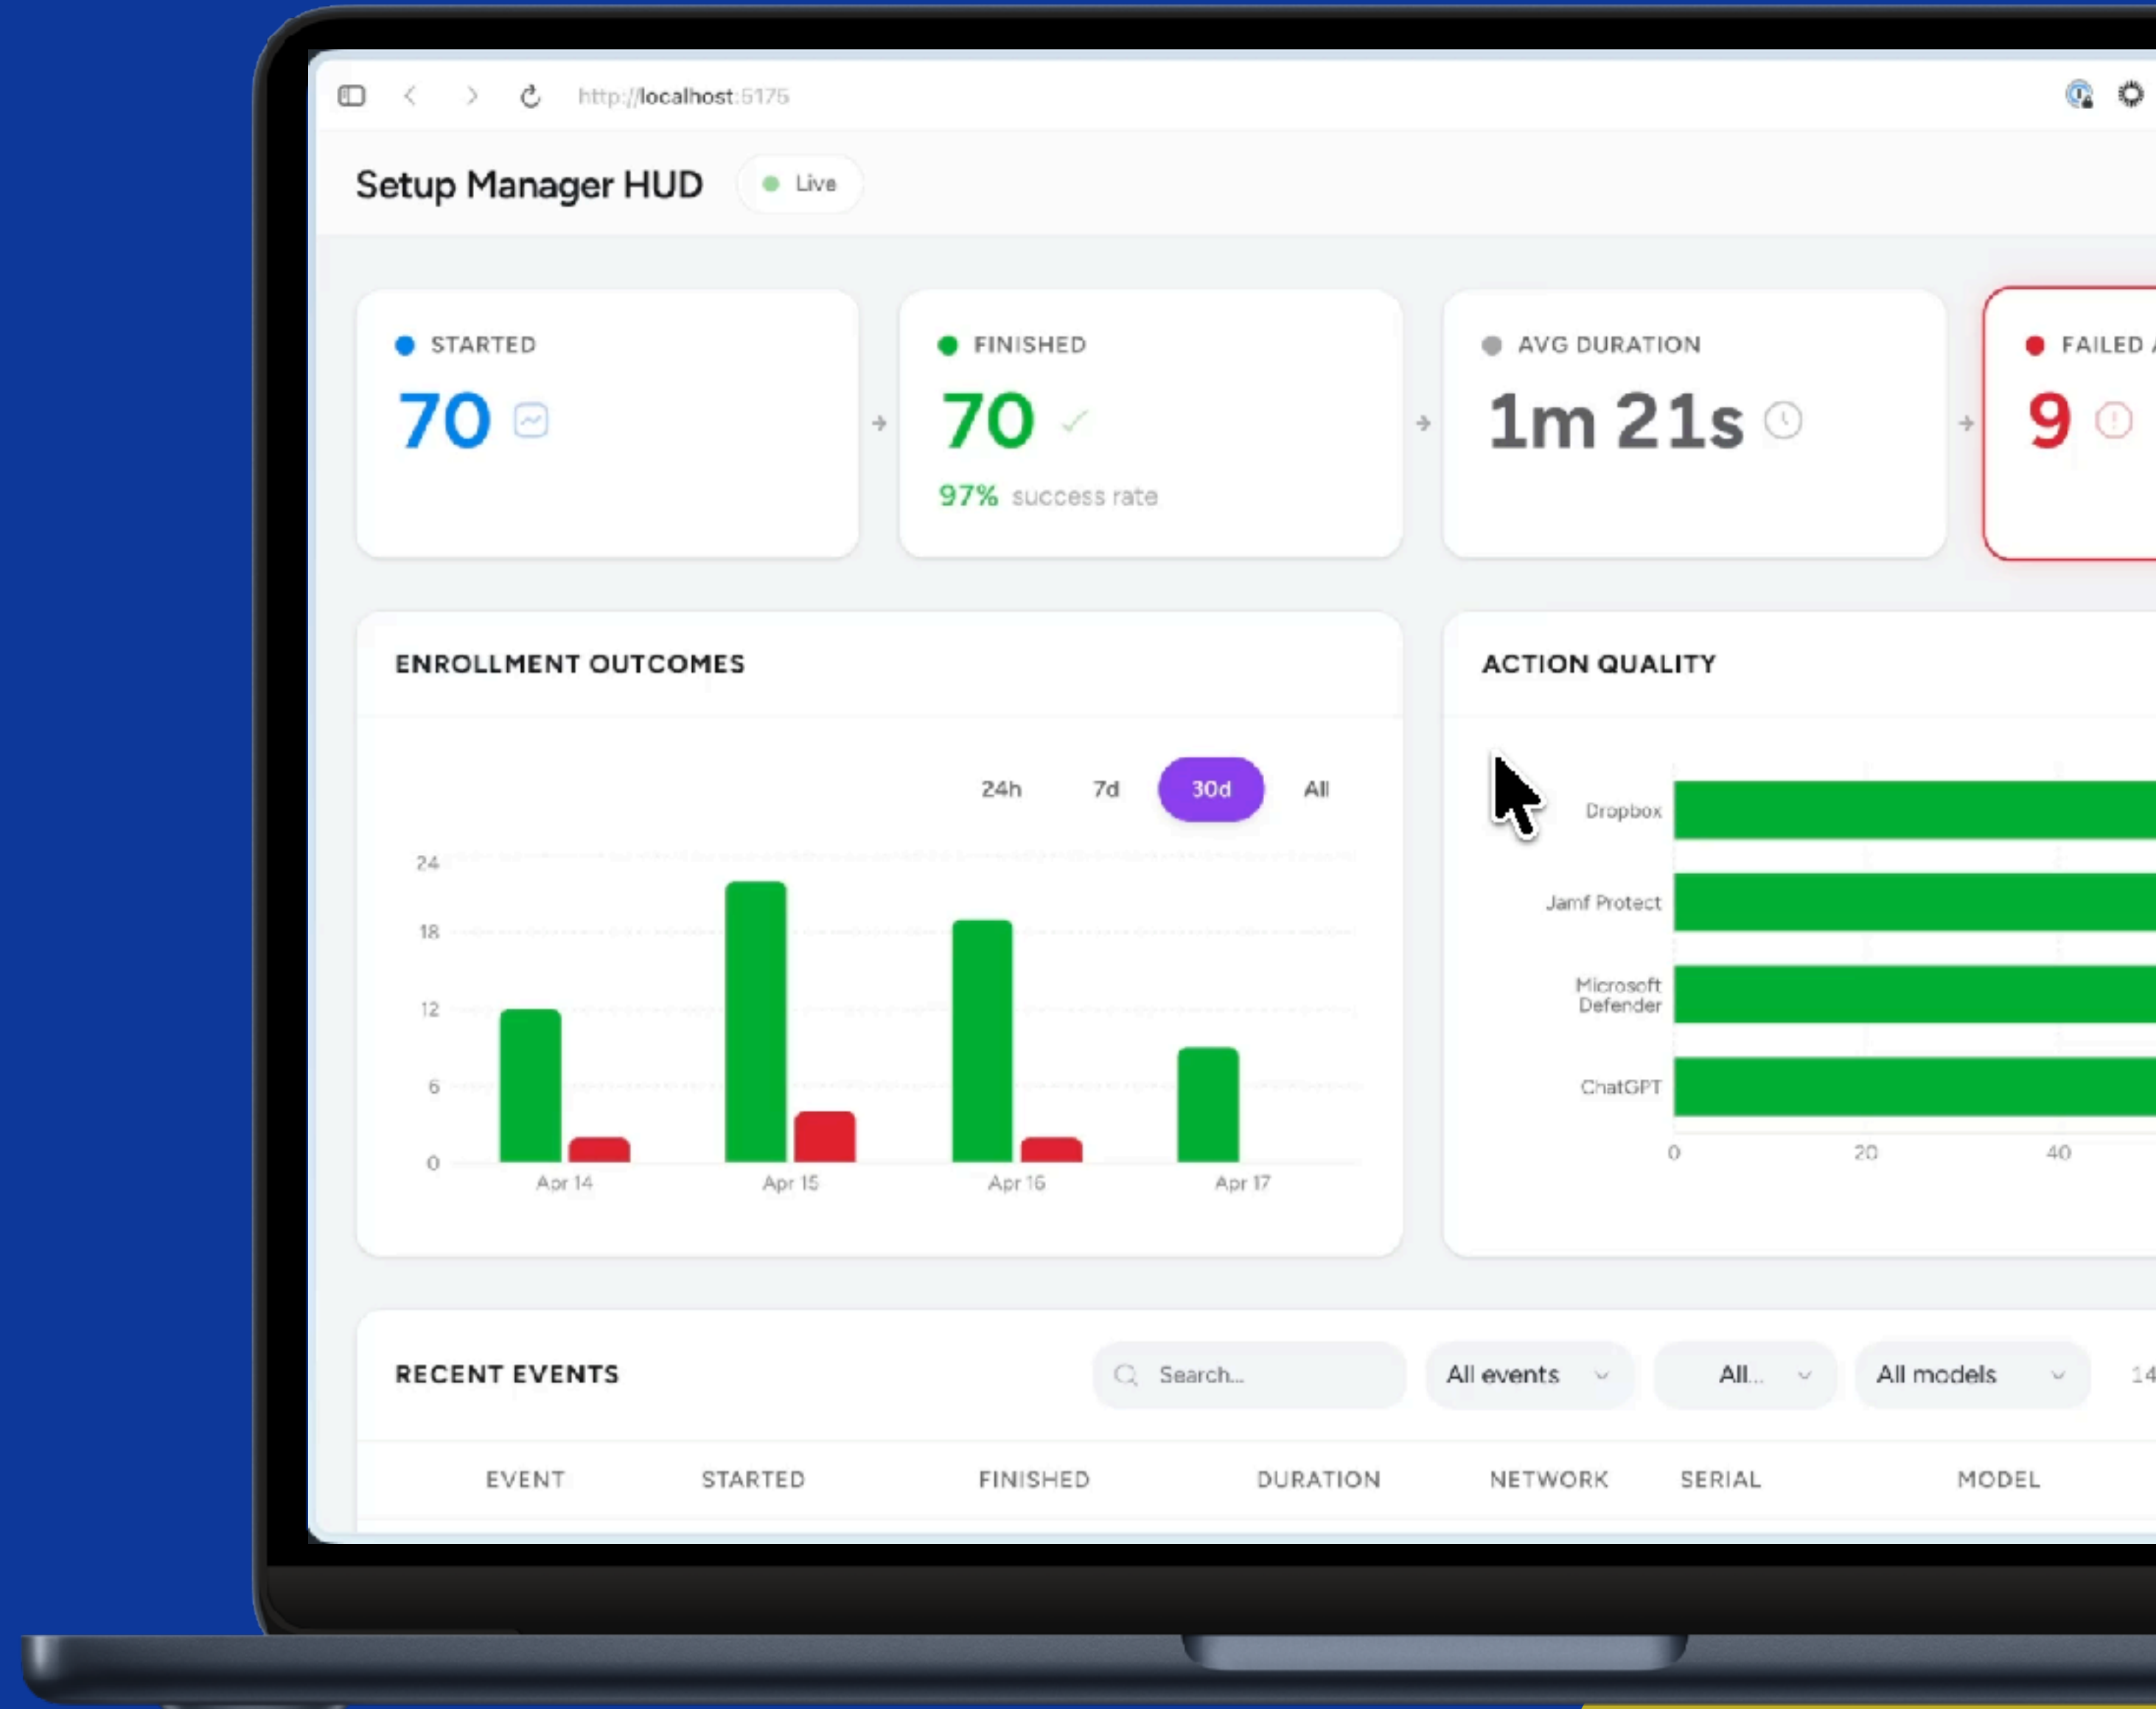 http://localhost:5175
Setup Manager HUD
Live
STARTED
70
FINISHED
70
97% success rate
AVG DURATION
1m 21s
FAILED
9
ENROLLMENT OUTCOMES
24h 7d 30d All
24
18
12
6
0
Apr 14 Apr 15 Apr 16 Apr 17
ACTION QUALITY
Dropbox
Jamf Protect
Microsoft
Defender
ChatGPT
0 20 40
RECENT EVENTS
Search...
All events
All...
All models
14
EVENT STARTED FINISHED DURATION NETWORK SERIAL MODEL